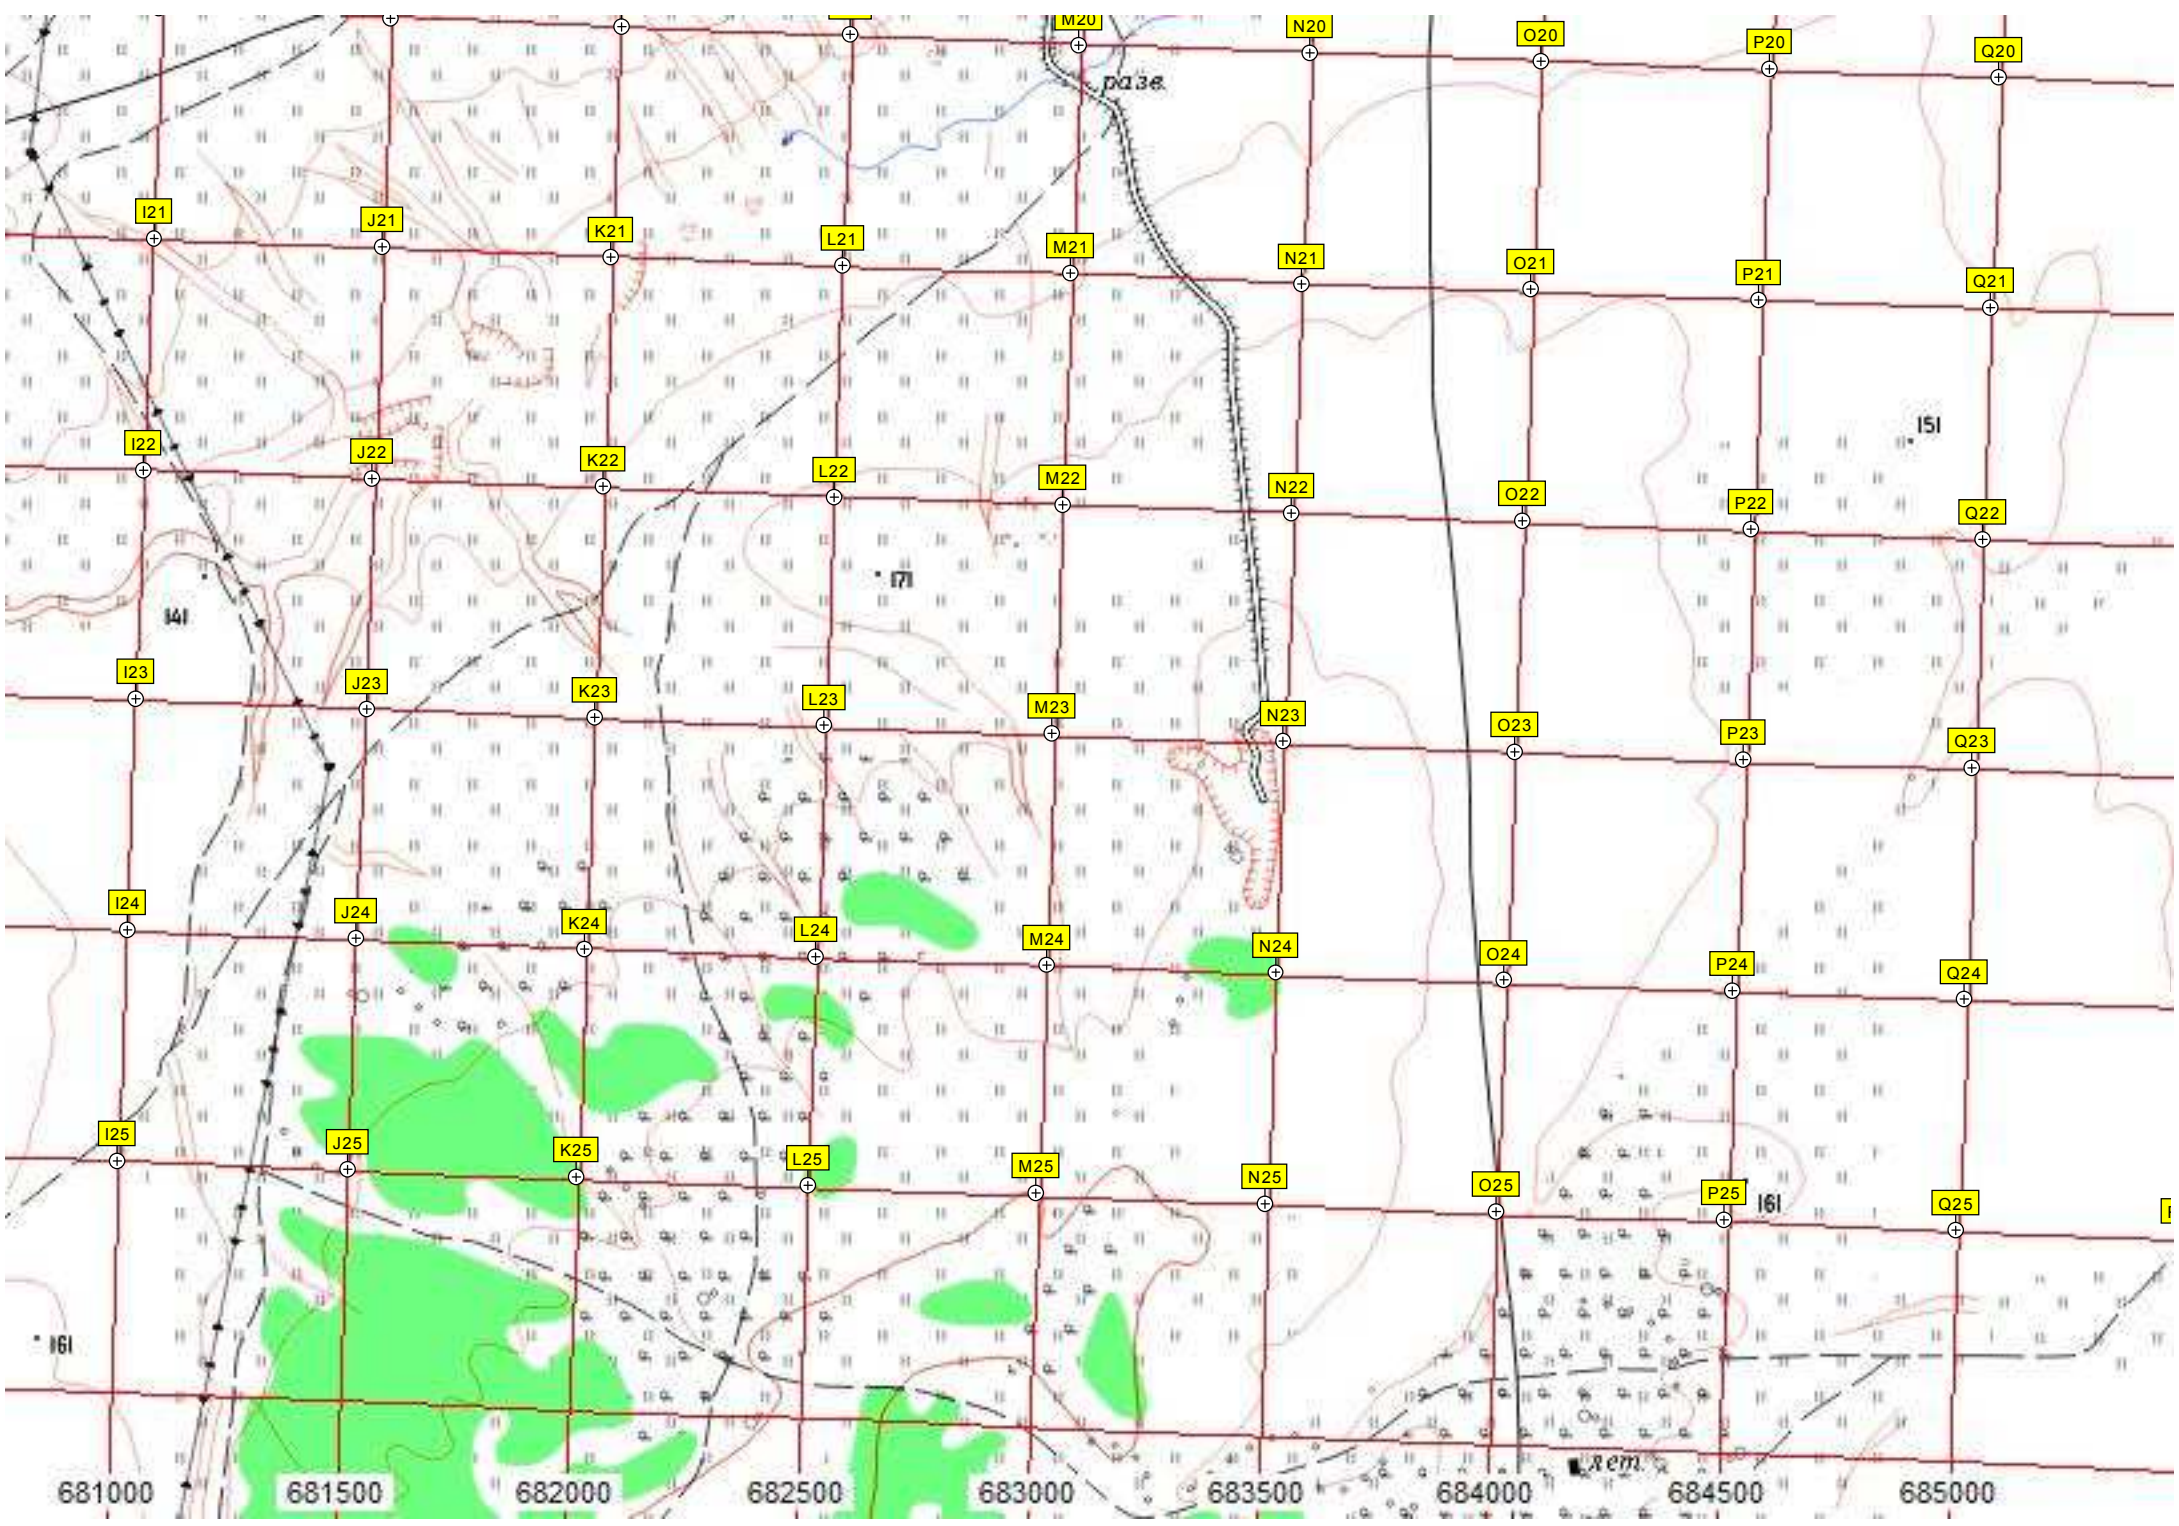 M20 N20 O20 P20 Q20
разв.
I21 J21 K21 L21 M21 N21 O21 P21 Q21
151
I22 J22 K22 L22 M22 N22 O22 P22 Q22
171
141
I23 J23 K23 L23 M23 N23 O23 P23 Q23
I24 J24 K24 L24 M24 N24 O24 P24 Q24
I25 J25 K25 L25 M25 N25 O25 P25 161 Q25
161
лет.
681000 681500 682000 682500 683000 683500 684000 684500 685000